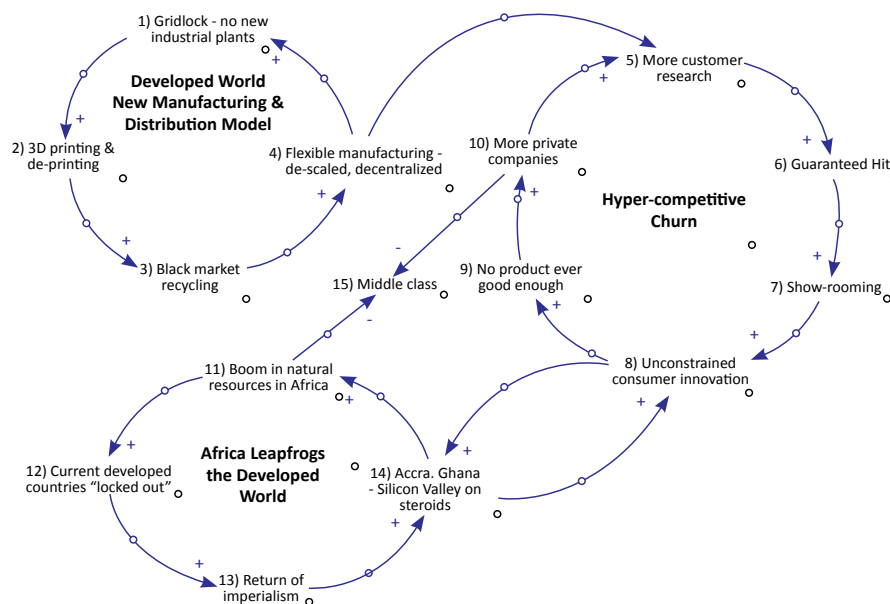 1) Gridlock - no new
industrial plants
+
Developed World
New Manufacturing &
Distribution Model
+
2) 3D printing &
de-printing
+
3) Black market
recycling
+
4) Flexible manufacturing -
de-scaled, decentralized
5) More customer
research
+
+
6) Guaranteed Hit
+
7) Show-rooming
+
8) Unconstrained
consumer innovation
+
9) No product ever
good enough
+
10) More private
companies
+
Hyper-competitive
Churn
-
15) Middle class
-
11) Boom in natural
resources in Africa
+
+
12) Current developed
countries “locked out”
Africa Leapfrogs
the Developed
World
+
13) Return of
imperialism
+
14) Accra. Ghana
- Silicon Valley on
steroids
+
+